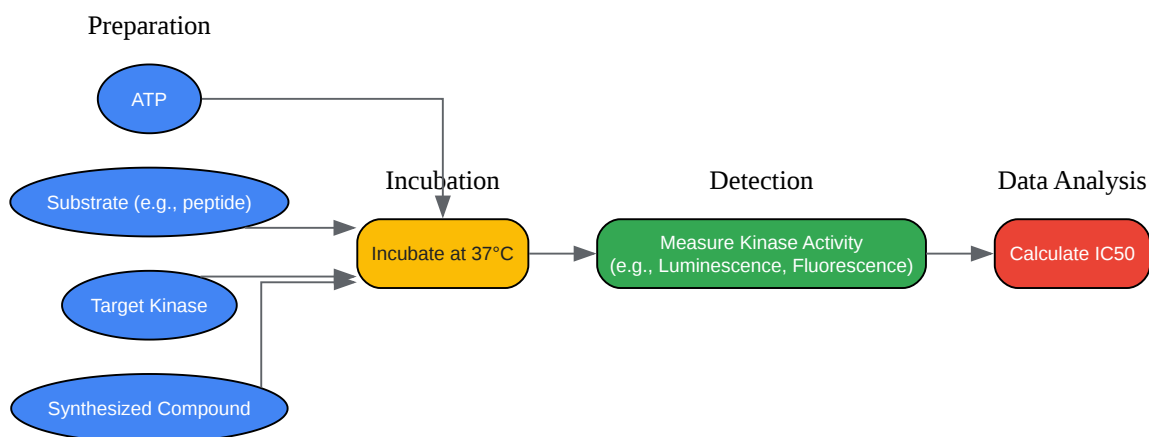 Preparation
ATP
Substrate (e.g., peptide)
Target Kinase
Synthesized Compound
Incubation
Incubate at 37°C
Detection
Measure Kinase Activity
(e.g., Luminescence, Fluorescence)
Data Analysis
Calculate IC50